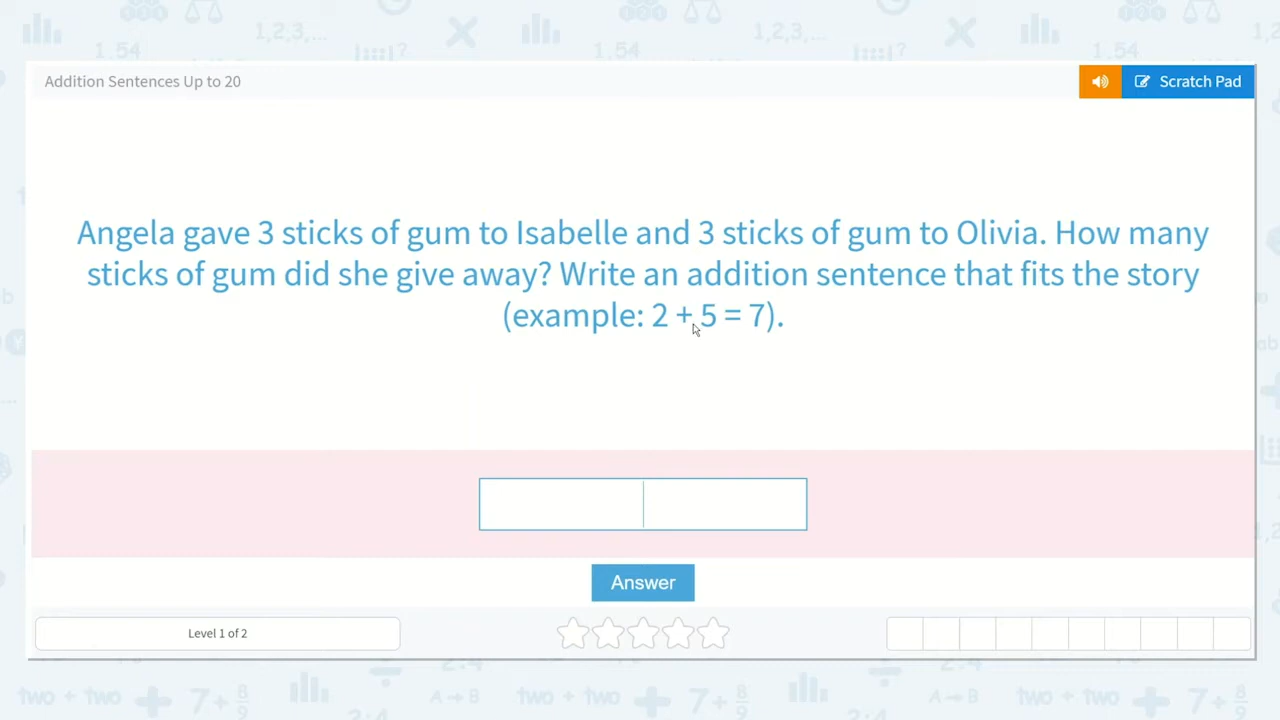 Addition Sentences Up to 20
Scratch Pad
Angela gave 3 sticks of gum to Isabelle and 3 sticks of gum to Olivia. How many
sticks of gum did she give away? Write an addition sentence that fits the story
(example: 2 + 5 = 7).
Answer
Level 1 of 2